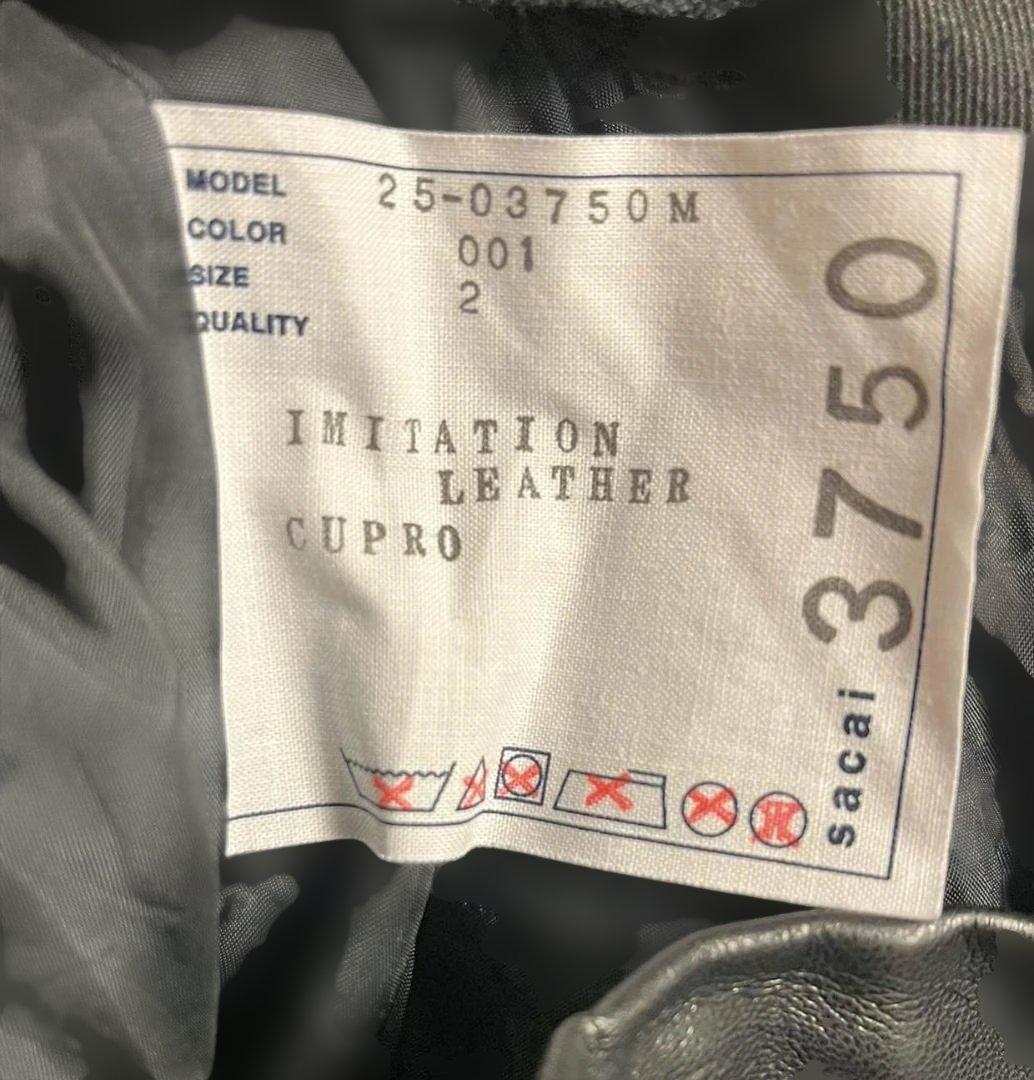 MODEL 25-03750M
COLOR 001
SIZE 2
QUALITY
IMITATION
LEATHER
CUPRO
sacai 3750